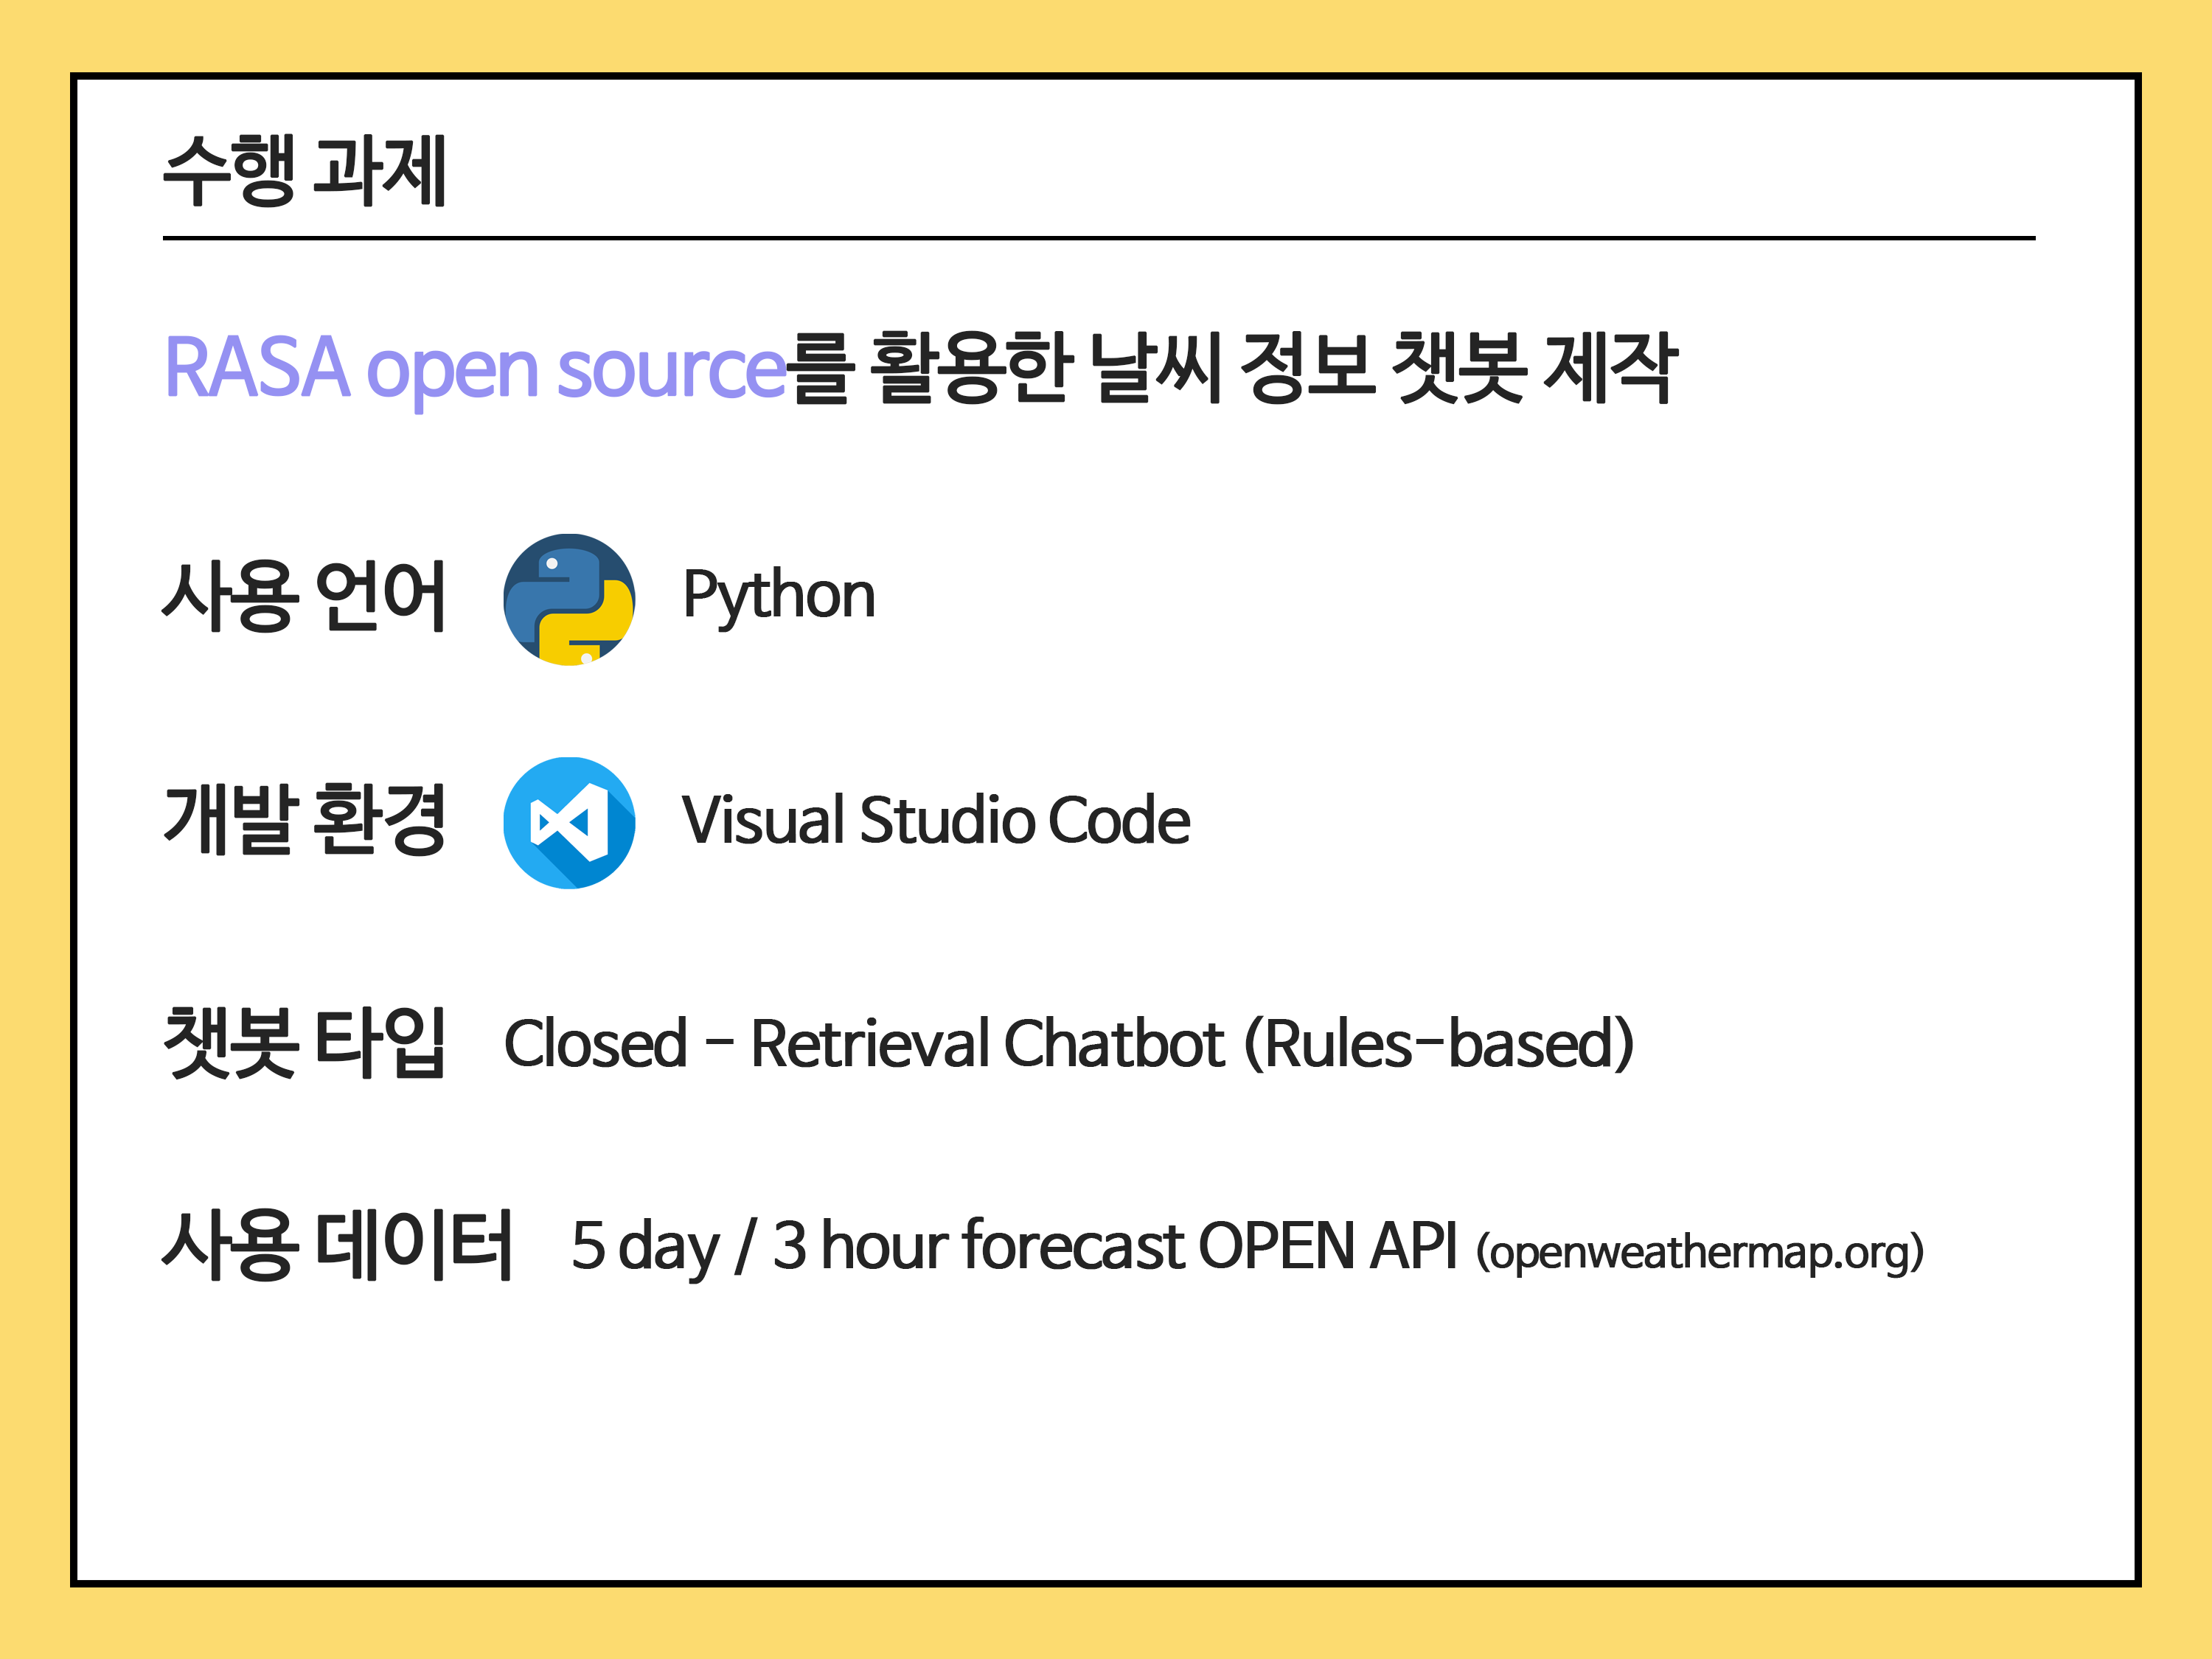 수행 과제
RASA open source를 활용한 날씨 정보 챗봇 제작
사용 언어 Python
개발 환경 Visual Studio Code
챗봇 타입 Closed - Retrieval Chatbot (Rules-based)
사용 데이터 5 day / 3 hour forecast OPEN API (openweathermap.org)